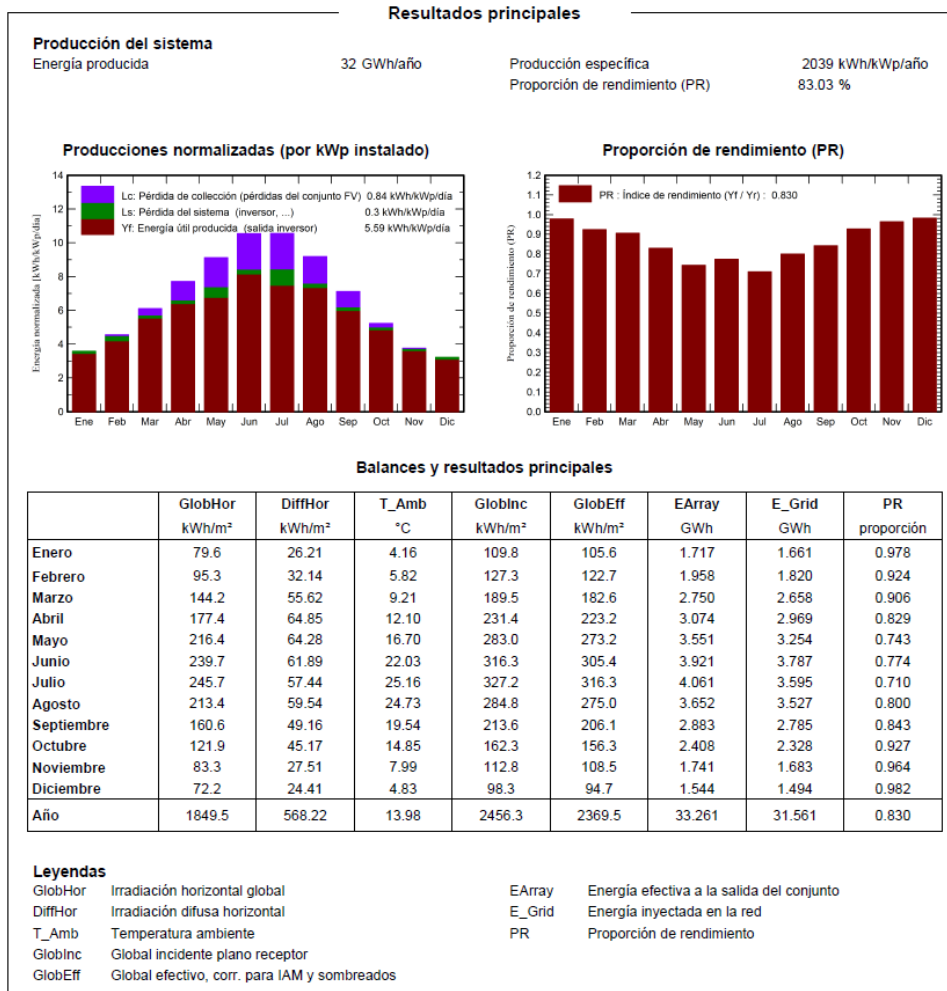 Resultados principales
Producción del sistema
Energía producida 32 GWh/año Producción específica 2039 kWh/kWp/año
Proporción de rendimiento (PR) 83.03 %
Producciones normalizadas (por kWp instalado)
Energía normalizada [kWh/kWp/día]
14
12
10
8
6
4
2
0
Lc: Pérdida de colección (pérdidas del conjunto FV) 0.84 kWh/kWp/día
Ls: Pérdida del sistema (inversor, ...) 0.3 kWh/kWp/día
Yf: Energía útil producida (salida inversor) 5.59 kWh/kWp/día
Ene Feb Mar Abr May Jun Jul Ago Sep Oct Nov Dic
Proporción de rendimiento (PR)
Proporción de rendimiento (PR)
1.2
1.1
1.0
0.9
0.8
0.7
0.6
0.5
0.4
0.3
0.2
0.1
0.0
PR : Índice de rendimiento (Yf / Yr) : 0.830
Ene Feb Mar Abr May Jun Jul Ago Sep Oct Nov Dic
Balances y resultados principales
GlobHor DiffHor T_Amb GlobInc GlobEff EArray E_Grid PR
kWh/m² kWh/m² °C kWh/m² kWh/m² GWh GWh proporción
Enero 79.6 26.21 4.16 109.8 105.6 1.717 1.661 0.978
Febrero 95.3 32.14 5.82 127.3 122.7 1.958 1.820 0.924
Marzo 144.2 55.62 9.21 189.5 182.6 2.750 2.658 0.906
Abril 177.4 64.85 12.10 231.4 223.2 3.074 2.969 0.829
Mayo 216.4 64.28 16.70 283.0 273.2 3.551 3.254 0.743
Junio 239.7 61.89 22.03 316.3 305.4 3.921 3.787 0.774
Julio 245.7 57.44 25.16 327.2 316.3 4.061 3.595 0.710
Agosto 213.4 59.54 24.73 284.8 275.0 3.652 3.527 0.800
Septiembre 160.6 49.16 19.54 213.6 206.1 2.883 2.785 0.843
Octubre 121.9 45.17 14.85 162.3 156.3 2.408 2.328 0.927
Noviembre 83.3 27.51 7.99 112.8 108.5 1.741 1.683 0.964
Diciembre 72.2 24.41 4.83 98.3 94.7 1.544 1.494 0.982
Año 1849.5 568.22 13.98 2456.3 2369.5 33.261 31.561 0.830
Leyendas
GlobHor Irradiación horizontal global EArray Energía efectiva a la salida del conjunto
DiffHor Irradiación difusa horizontal E_Grid Energía inyectada en la red
T_Amb Temperatura ambiente PR Proporción de rendimiento
GlobInc Global incidente plano receptor
GlobEff Global efectivo, corr. para IAM y sombreados